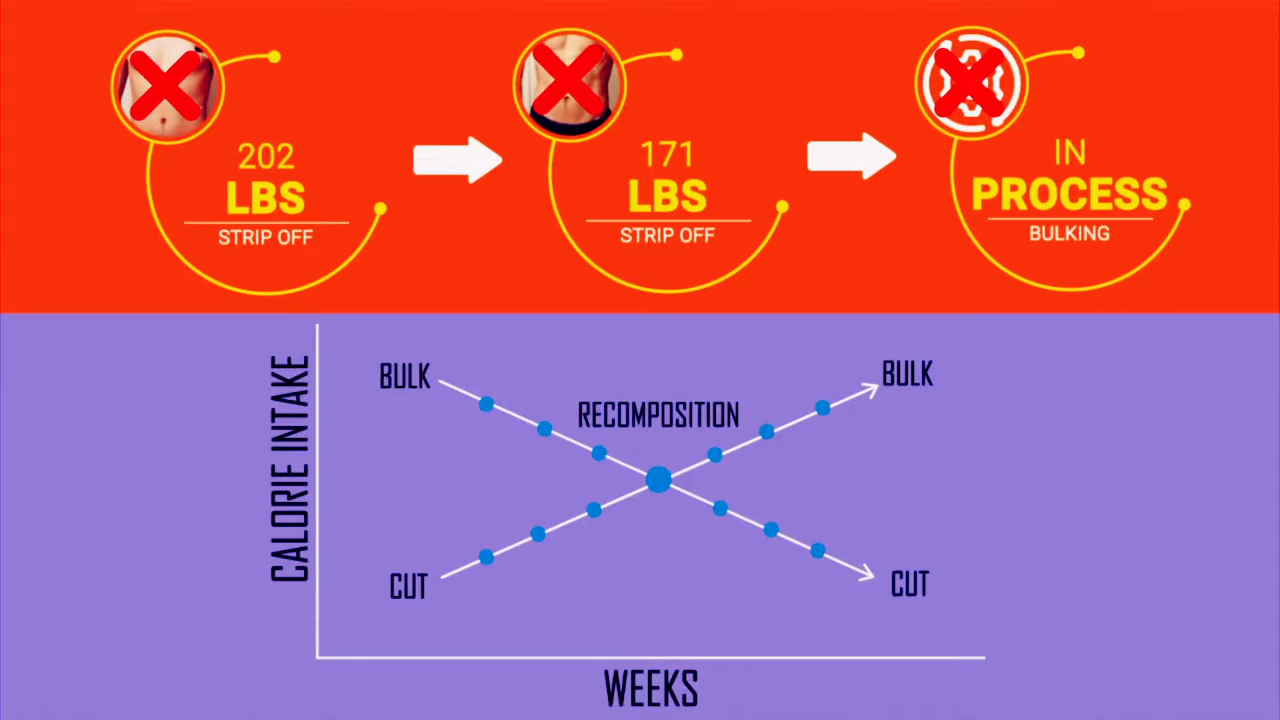 202
LBS
STRIP OFF
171
LBS
STRIP OFF
IN
PROCESS
BULKING
CALORIE INTAKE
BULK
RECOMPOSITION
BULK
CUT
CUT
WEEKS